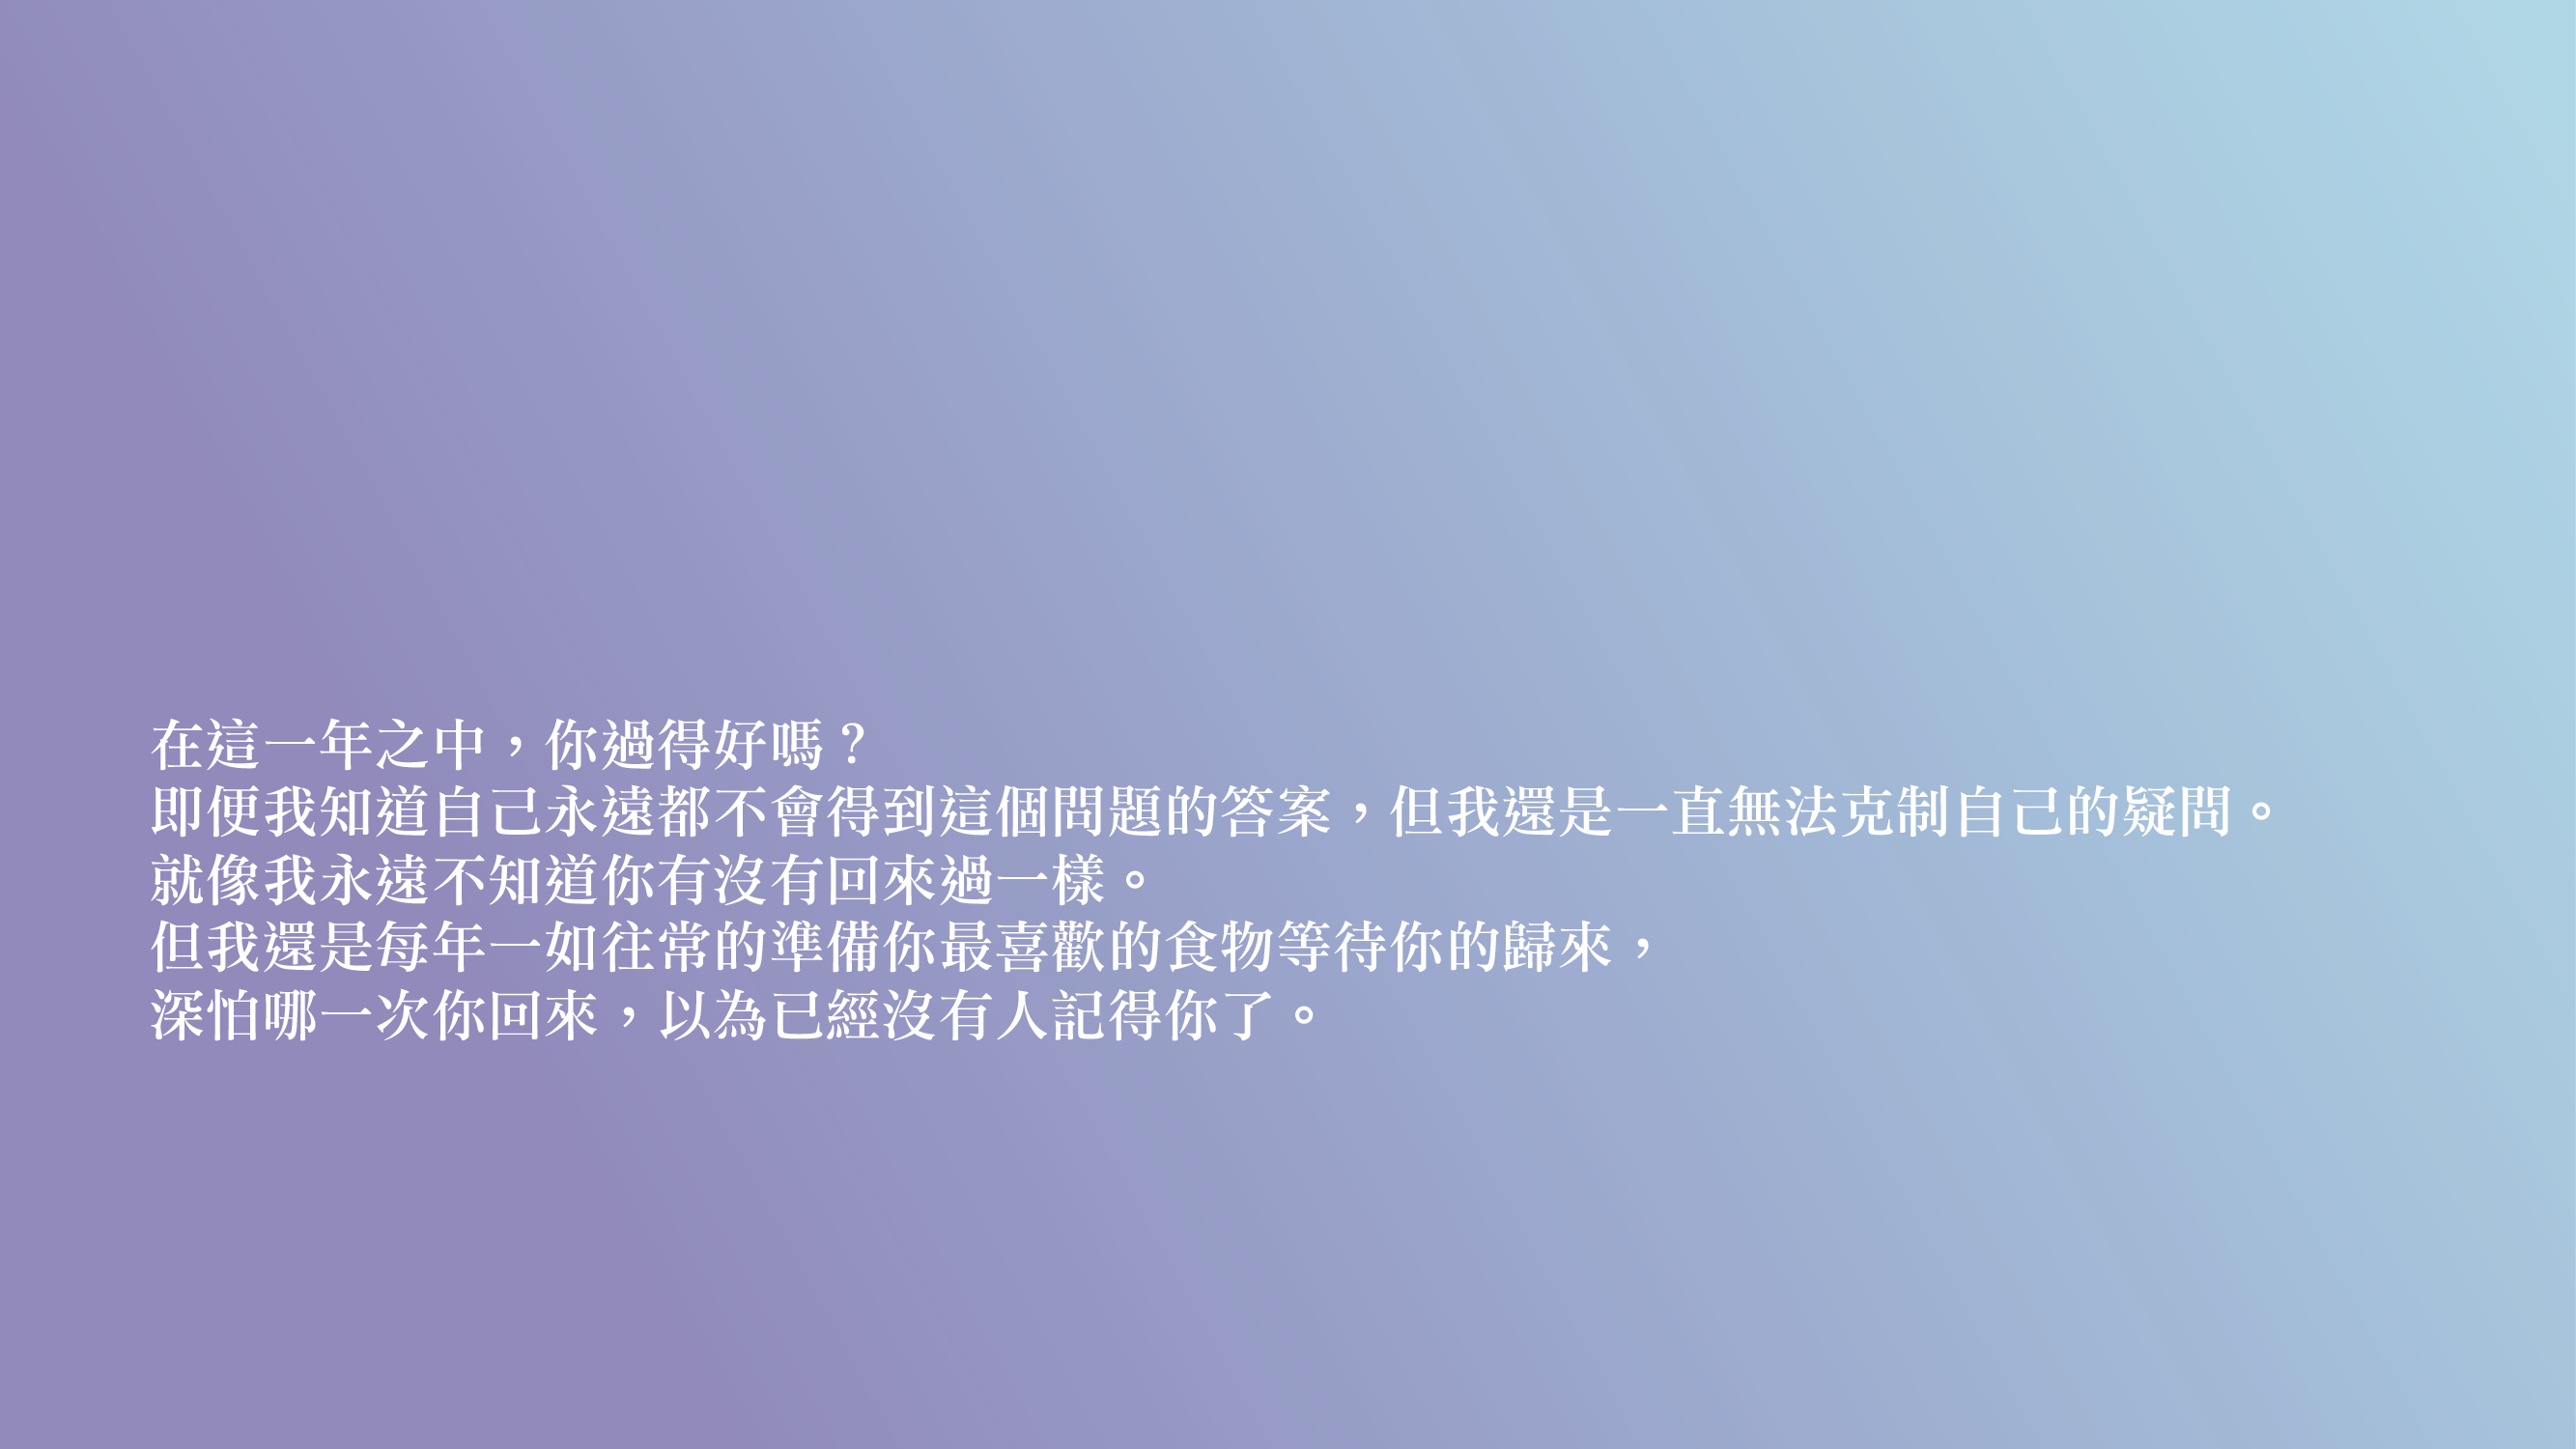 在這一年之中，你過得好嗎？
即便我知道自己永遠都不會得到這個問題的答案，但我還是一直無法克制自己的疑問。
就像我永遠不知道你有沒有回來過一樣。
但我還是每年一如往常的準備你最喜歡的食物等待你的歸來，
深怕哪一次你回來，以為已經沒有人記得你了。